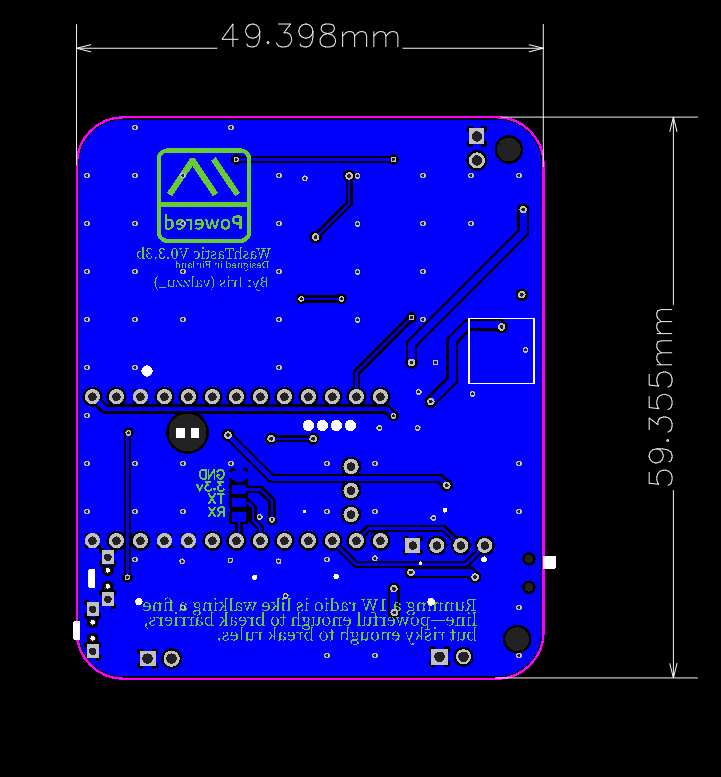 49.398mm
Powered
WashTastic V0.3.3b
Designed in Finland
By: Iris (valzzu_)
59.355mm
GND
3.3v
TX
RX
Running a 1W radio is like walking a fine
line—powerful enough to break barriers,
but risky enough to break rules.